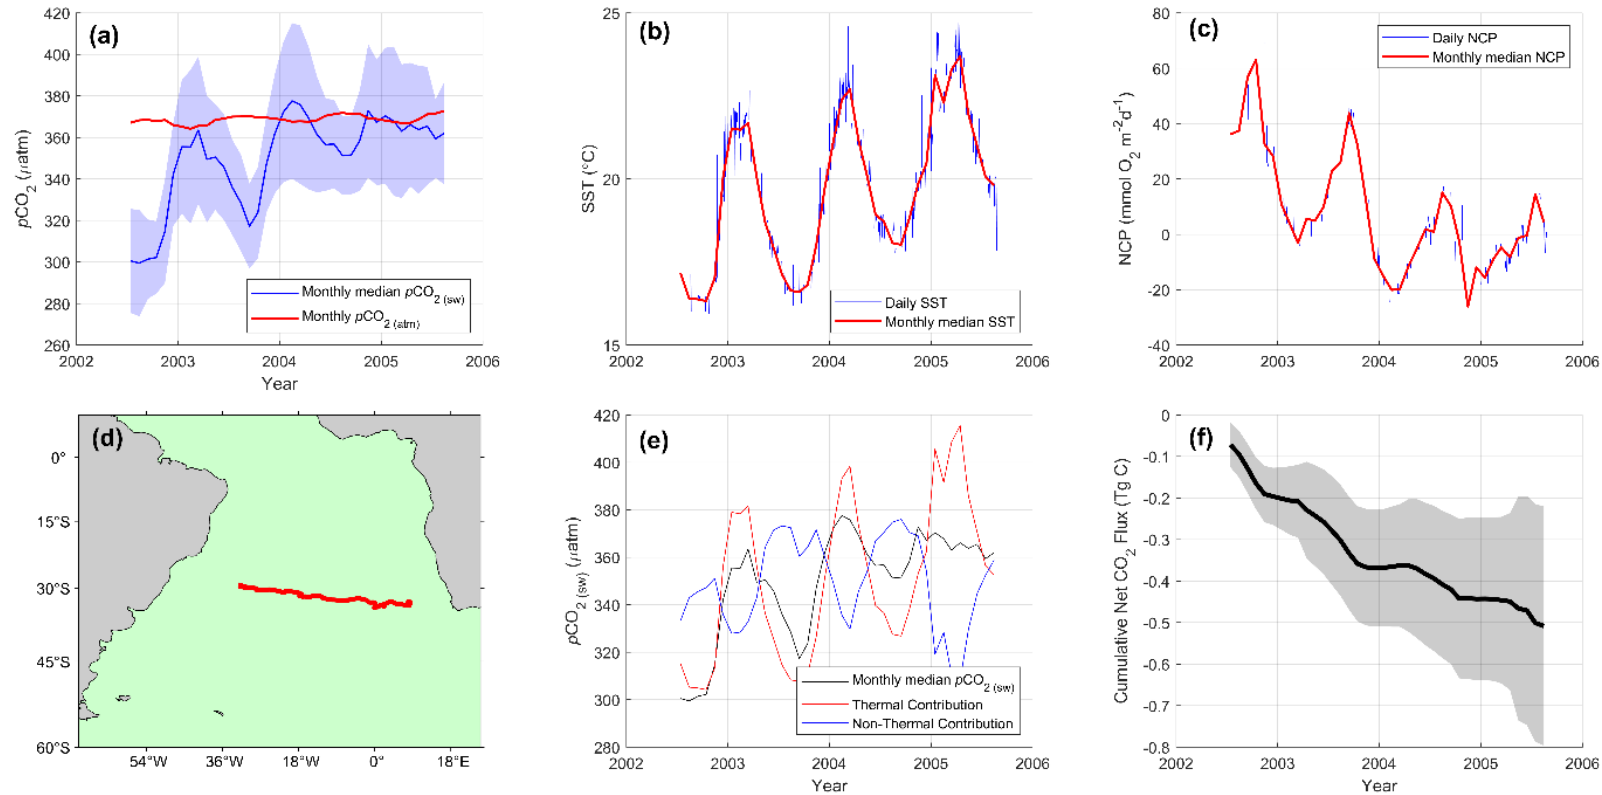 (a)
420
400
380
360
340
320
300
280
260
pCO2 (μatm)
Monthly median pCO2 (sw)
Monthly pCO2 (atm)
2002 2003 2004 2005 2006
Year
(b)
25
20
15
SST (°C)
Daily SST
Monthly median SST
2002 2003 2004 2005 2006
(c)
80
60
40
20
0
-20
-40
NCP (mmol O2 m-2d-1)
Daily NCP
Monthly median NCP
2002 2003 2004 2005 2006
(d)
0°
15°S
30°S
45°S
60°S
54°W 36°W 18°W 0° 18°E
(e)
420
400
380
360
340
320
300
280
pCO2 (sw) (μatm)
Monthly median pCO2 (sw)
Thermal Contribution
Non-Thermal Contribution
2002 2003 2004 2005 2006
Year
(f)
0
-0.1
-0.2
-0.3
-0.4
-0.5
-0.6
-0.7
-0.8
Cumulative Net CO2 Flux (Tg C)
2002 2003 2004 2005 2006
Year